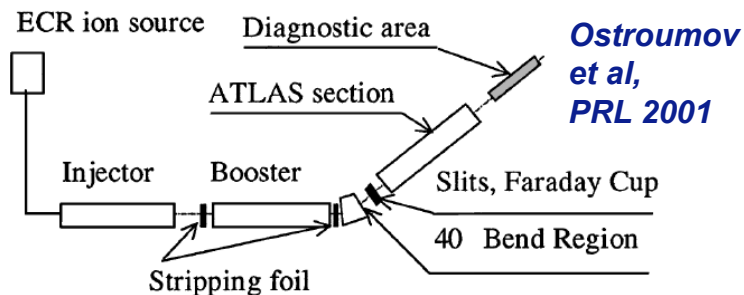 ECR ion source
Diagnostic area
Ostroumov
et al,
PRL 2001
ATLAS section
Injector
Booster
Slits, Faraday Cup
40 Bend Region
Stripping foil